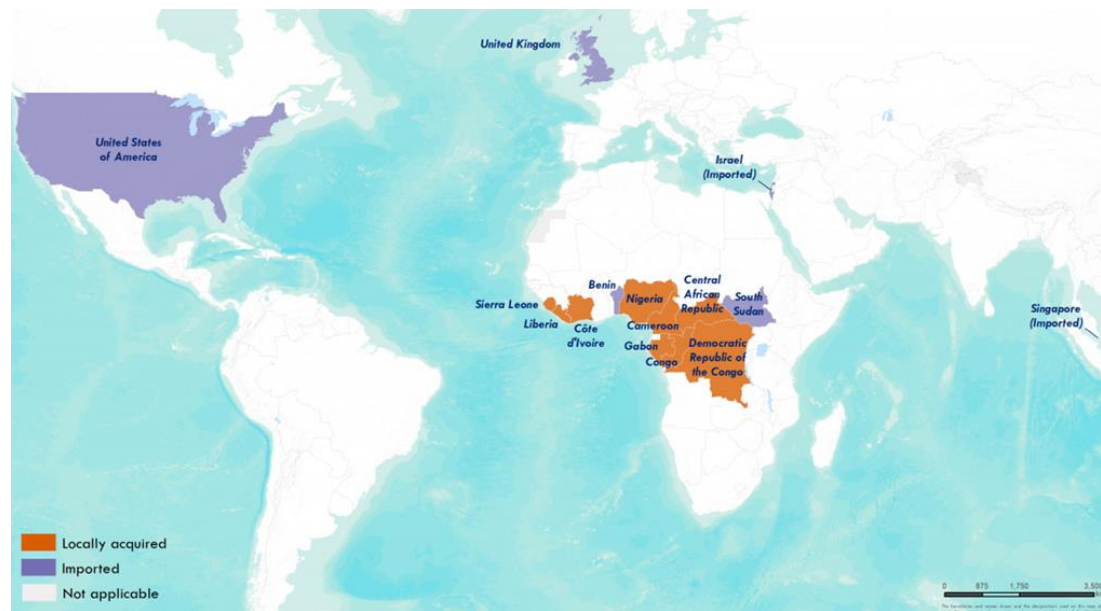 United Kingdom
United States
of America
Israel
(Imported)
Benin
Nigeria
Central
African
Republic
South
Sudan
Sierra Leone
Liberia
Côte
d'Ivoire
Cameroon
Gabon
Congo
Democratic
Republic of
the Congo
Singapore
(Imported)
Locally acquired
Imported
Not applicable
0 875 1,750 3,500